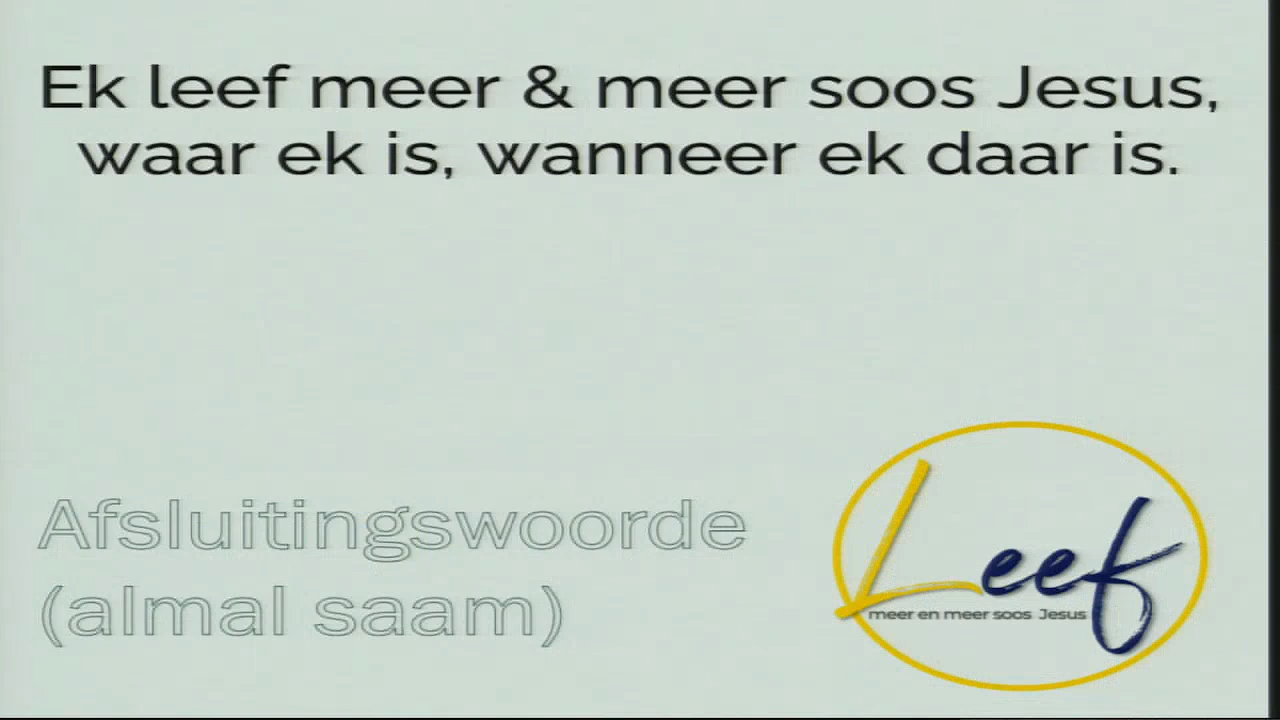 Ek leef meer & meer soos Jesus,
waar ek is, wanneer ek daar is.
Afsluitingswoorde
(almal saam)
Leef
meer en meer soos Jesus